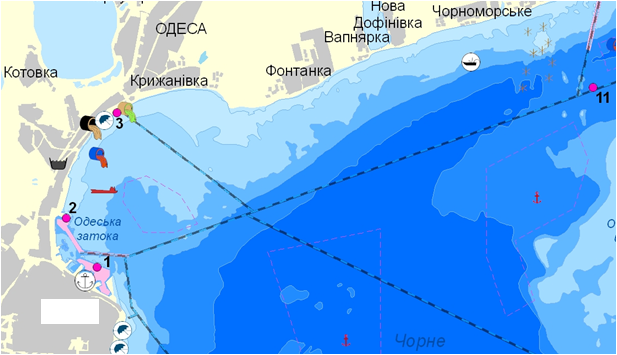 Нова
Дофінівка
Чорноморське
ОДЕСА
Вапнярка
Котовка
Крижанівка
Фонтанка
11
3
2
Одеська
затока
1
Чорне